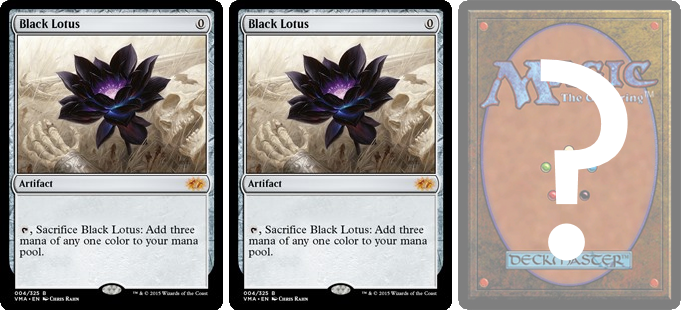 Black Lotus 0
Artifact
, Sacrifice Black Lotus: Add three
mana of any one color to your mana
pool.
004/325 B
VMA • EN Chris Rahn
™ & © 2015 Wizards of the Coast
Black Lotus 0
Artifact
, Sacrifice Black Lotus: Add three
mana of any one color to your mana
pool.
004/325 B
VMA • EN Chris Rahn
™ & © 2015 Wizards of the Coast
Magic
The Gathering™
?
DECKMASTER™